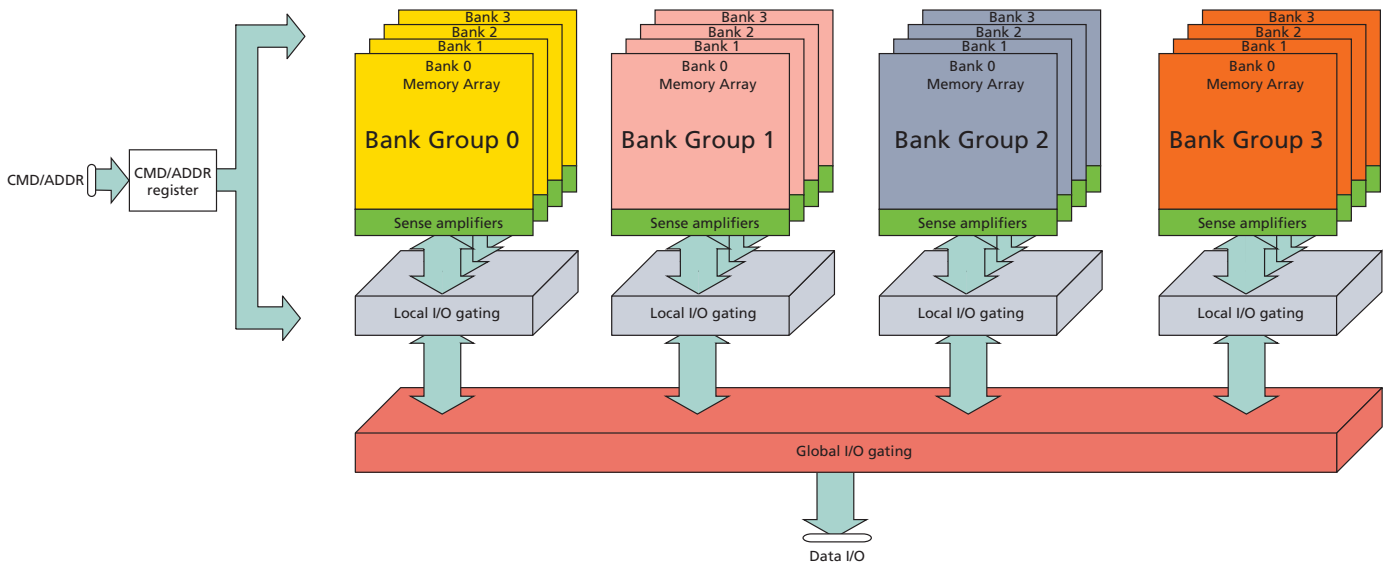 Bank 3
Bank 2
Bank 1
Bank 0
Memory Array
Bank Group 0
Sense amplifiers
Bank 3
Bank 2
Bank 1
Bank 0
Memory Array
Bank Group 1
Sense amplifiers
Bank 3
Bank 2
Bank 1
Bank 0
Memory Array
Bank Group 2
Sense amplifiers
Bank 3
Bank 2
Bank 1
Bank 0
Memory Array
Bank Group 3
Sense amplifiers
CMD/ADDR
CMD/ADDR
register
Local I/O gating
Local I/O gating
Local I/O gating
Local I/O gating
Global I/O gating
Data I/O